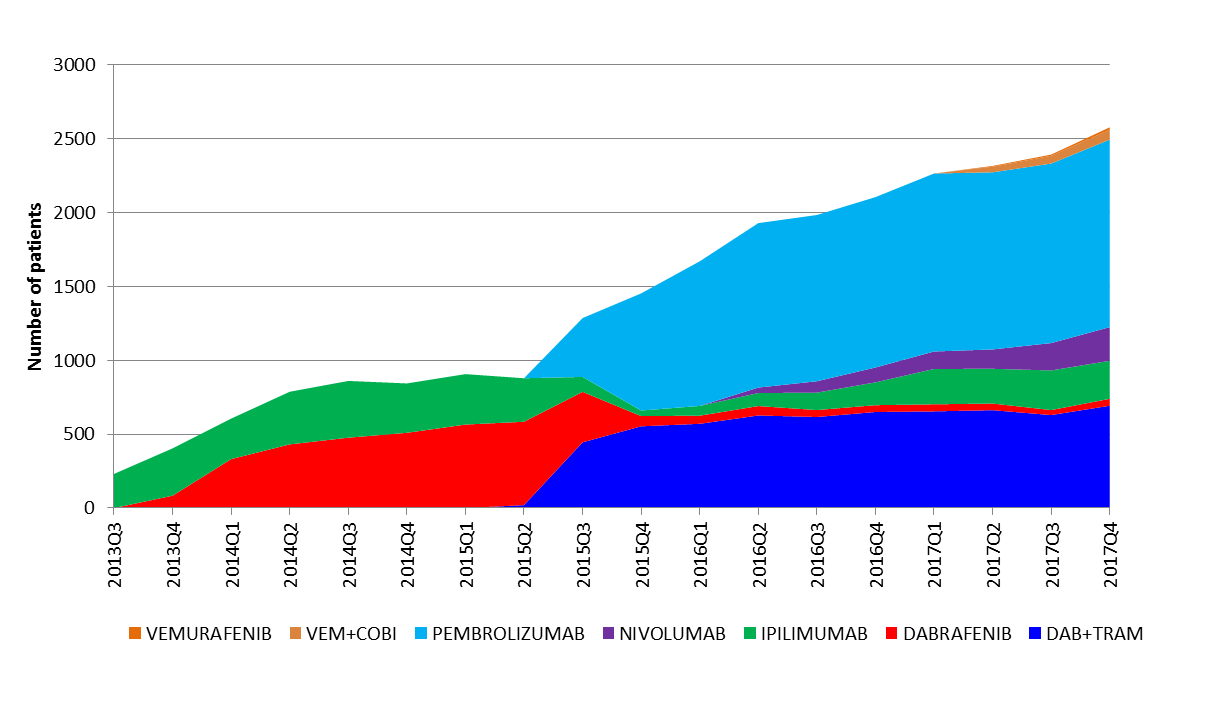 3000
2500
2000
1500
1000
500
0
Number of patients
2013Q3
2013Q4
2014Q1
2014Q2
2014Q3
2014Q4
2015Q1
2015Q2
2015Q3
2015Q4
2016Q1
2016Q2
2016Q3
2016Q4
2017Q1
2017Q2
2017Q3
2017Q4
VEMURAFENIB VEM+COBI PEMBROLIZUMAB NIVOLUMAB IPILIMUMAB DABRAFENIB DAB+TRAM